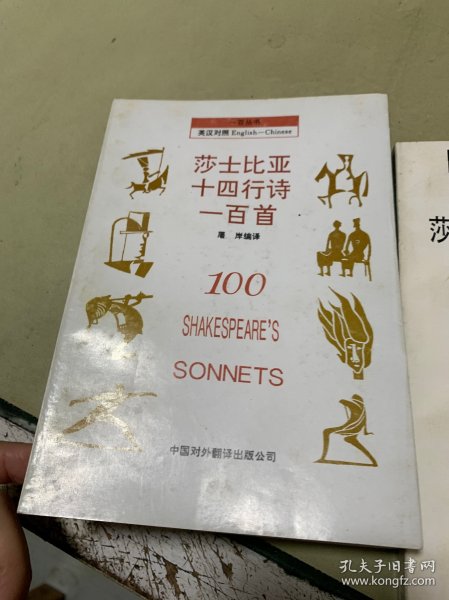 一百丛书
英汉对照 English—Chinese
莎士比亚
十四行诗
一百首
屠 岸编译
100
SHAKESPEARE'S
SONNETS
中国对外翻译出版公司
莎
孔夫子旧书网
www.kongfz.com